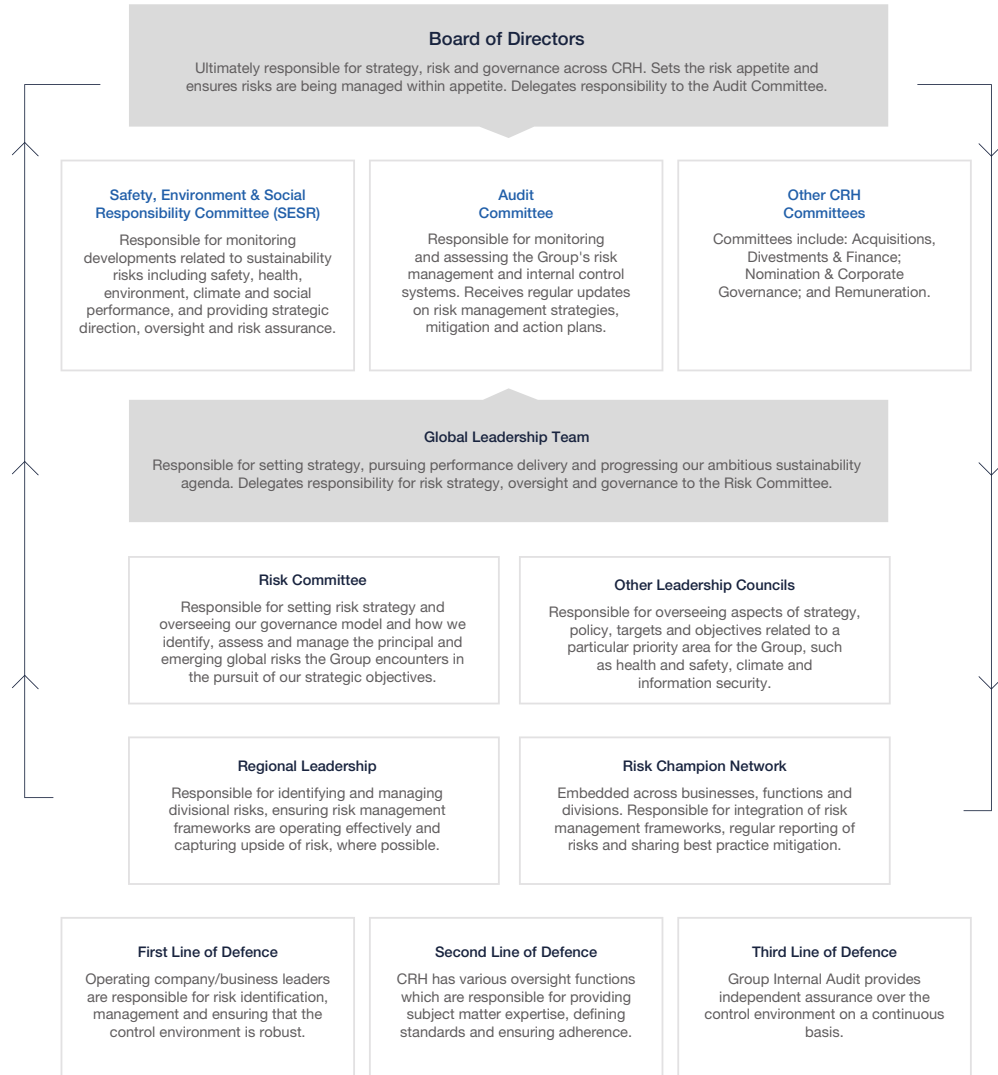 Board of Directors
Ultimately responsible for strategy, risk and governance across CRH. Sets the risk appetite and
ensures risks are being managed within appetite. Delegates responsibility to the Audit Committee.
Safety, Environment & Social
Responsibility Committee (SESR)
Responsible for monitoring
developments related to sustainability
risks including safety, health,
environment, climate and social
performance, and providing strategic
direction, oversight and risk assurance.
Audit
Committee
Responsible for monitoring
and assessing the Group's risk
management and internal control
systems. Receives regular updates
on risk management strategies,
mitigation and action plans.
Other CRH
Committees
Committees include: Acquisitions,
Divestments & Finance;
Nomination & Corporate
Governance; and Remuneration.
Global Leadership Team
Responsible for setting strategy, pursuing performance delivery and progressing our ambitious sustainability
agenda. Delegates responsibility for risk strategy, oversight and governance to the Risk Committee.
Risk Committee
Responsible for setting risk strategy and
overseeing our governance model and how we
identify, assess and manage the principal and
emerging global risks the Group encounters in
the pursuit of our strategic objectives.
Other Leadership Councils
Responsible for overseeing aspects of strategy,
policy, targets and objectives related to a
particular priority area for the Group, such
as health and safety, climate and
information security.
Regional Leadership
Responsible for identifying and managing
divisional risks, ensuring risk management
frameworks are operating effectively and
capturing upside of risk, where possible.
Risk Champion Network
Embedded across businesses, functions and
divisions. Responsible for integration of risk
management frameworks, regular reporting of
risks and sharing best practice mitigation.
First Line of Defence
Operating company/business leaders
are responsible for risk identification,
management and ensuring that the
control environment is robust.
Second Line of Defence
CRH has various oversight functions
which are responsible for providing
subject matter expertise, defining
standards and ensuring adherence.
Third Line of Defence
Group Internal Audit provides
independent assurance over the
control environment on a continuous
basis.